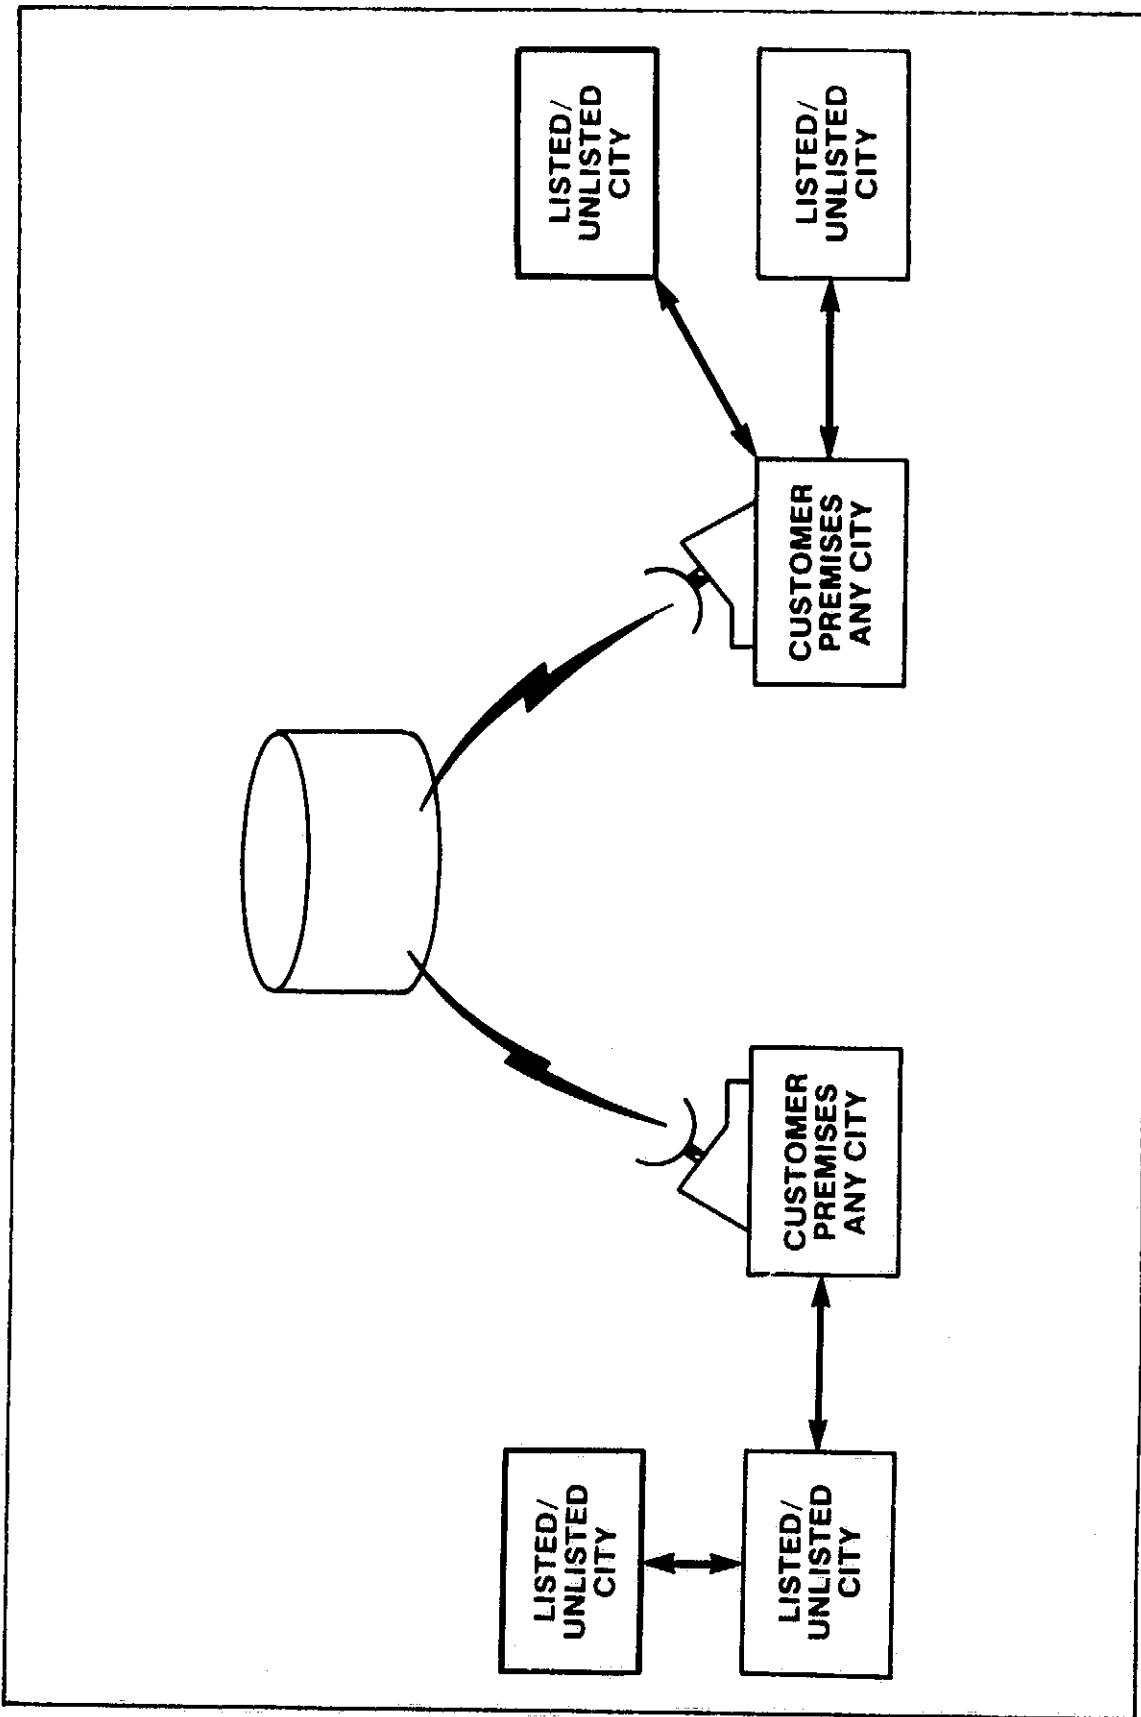 LISTED/
UNLISTED
CITY
LISTED/
UNLISTED
CITY
CUSTOMER
PREMISES
ANY CITY
CUSTOMER
PREMISES
ANY CITY
LISTED/
UNLISTED
CITY
LISTED/
UNLISTED
CITY